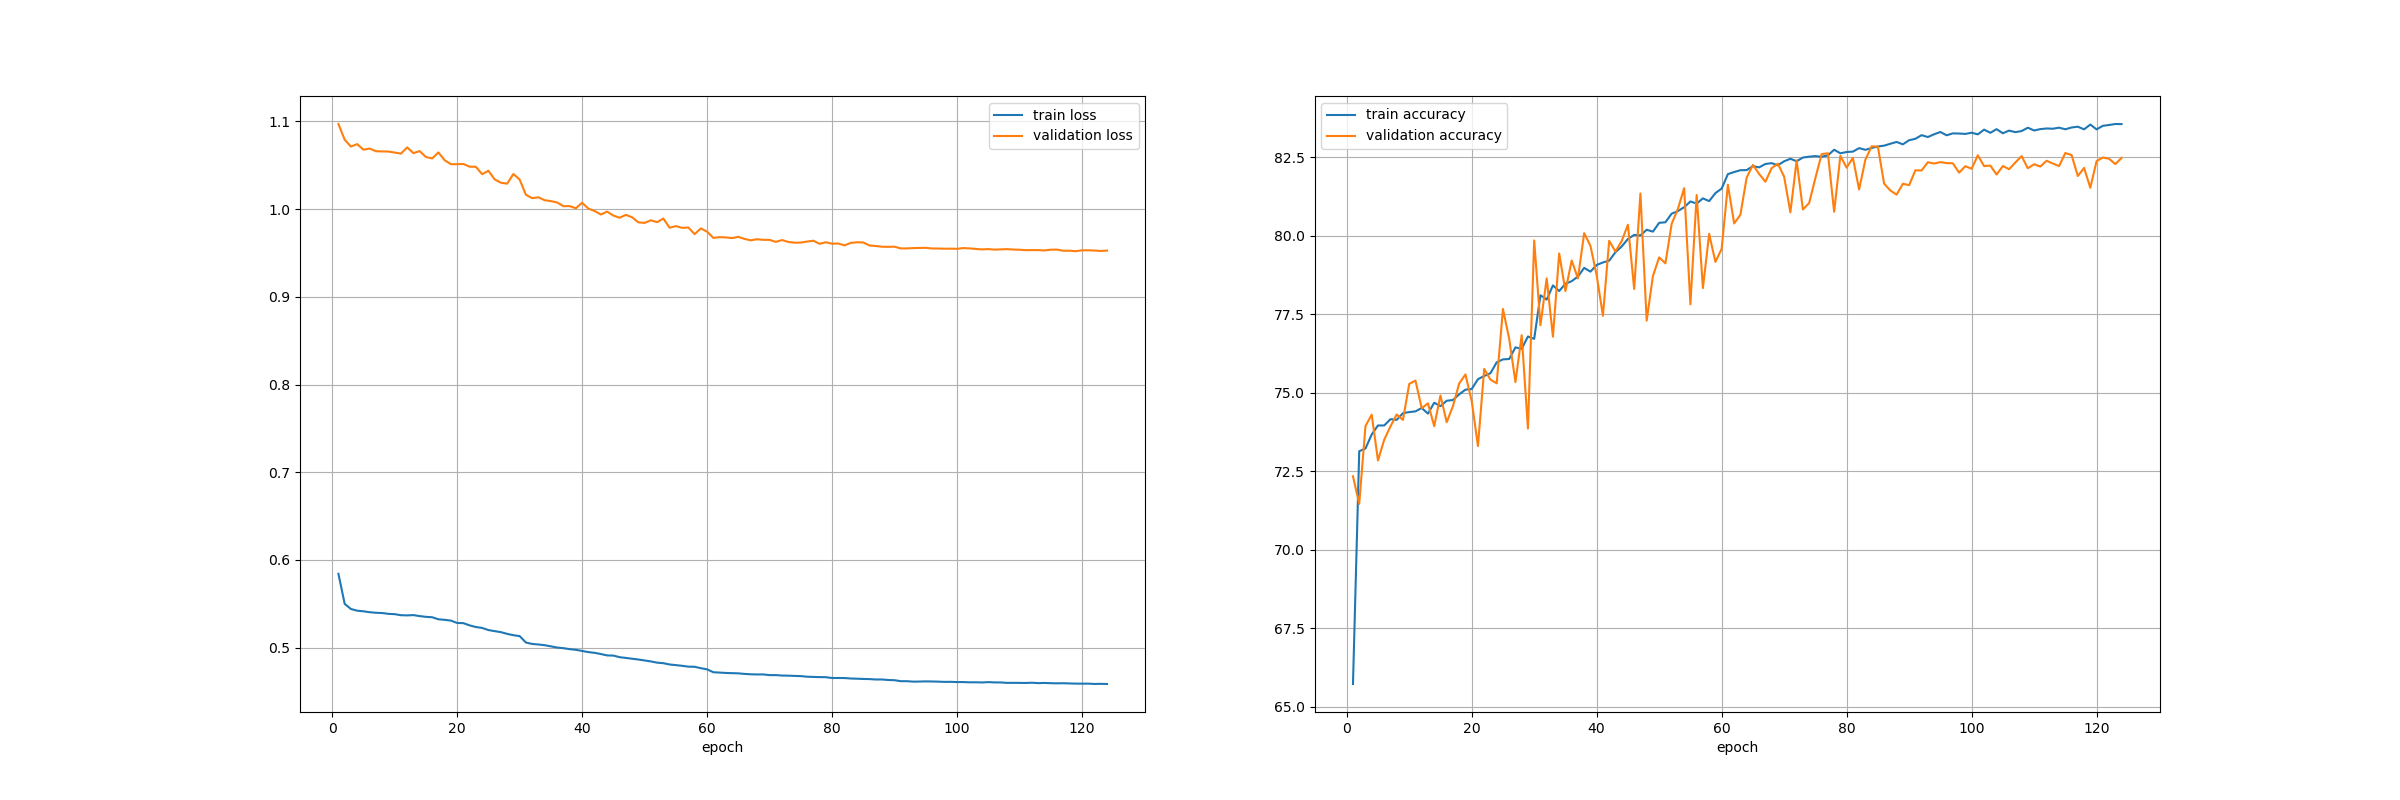 train loss
validation loss
1.1
1.0
0.9
0.8
0.7
0.6
0.5
0 20 40 60 80 100 120
epoch
train accuracy
validation accuracy
82.5
80.0
77.5
75.0
72.5
70.0
67.5
65.0
0 20 40 60 80 100 120
epoch